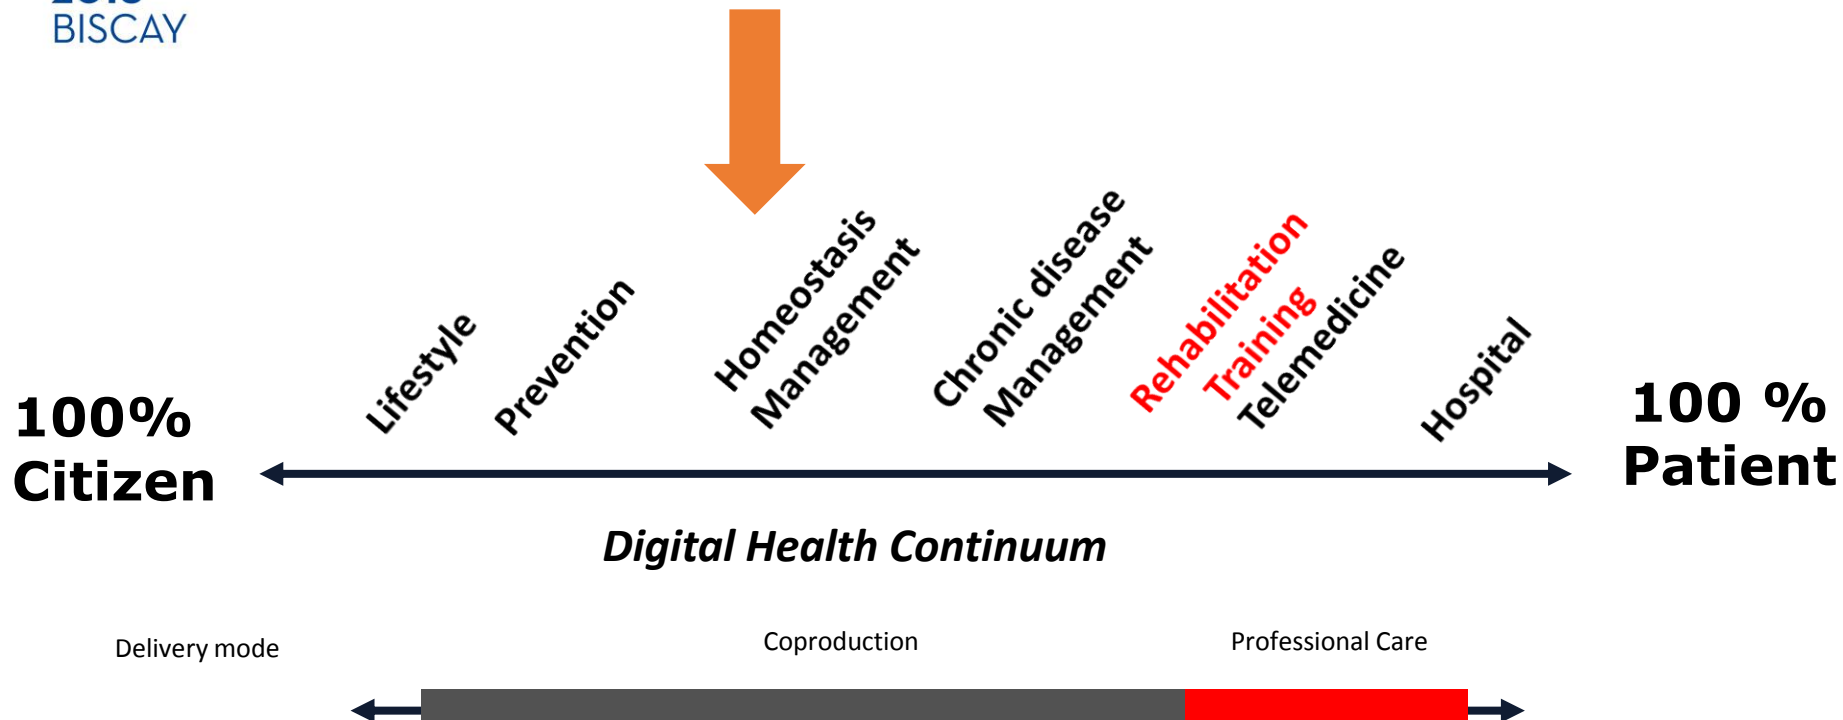 BISCAY
Lifestyle
Prevention
Homeostasis
Management
Chronic disease
Management
Rehabilitation
Training
Telemedicine
Hospital
100%
Citizen
100 %
Patient
Digital Health Continuum
Delivery mode
Coproduction
Professional Care